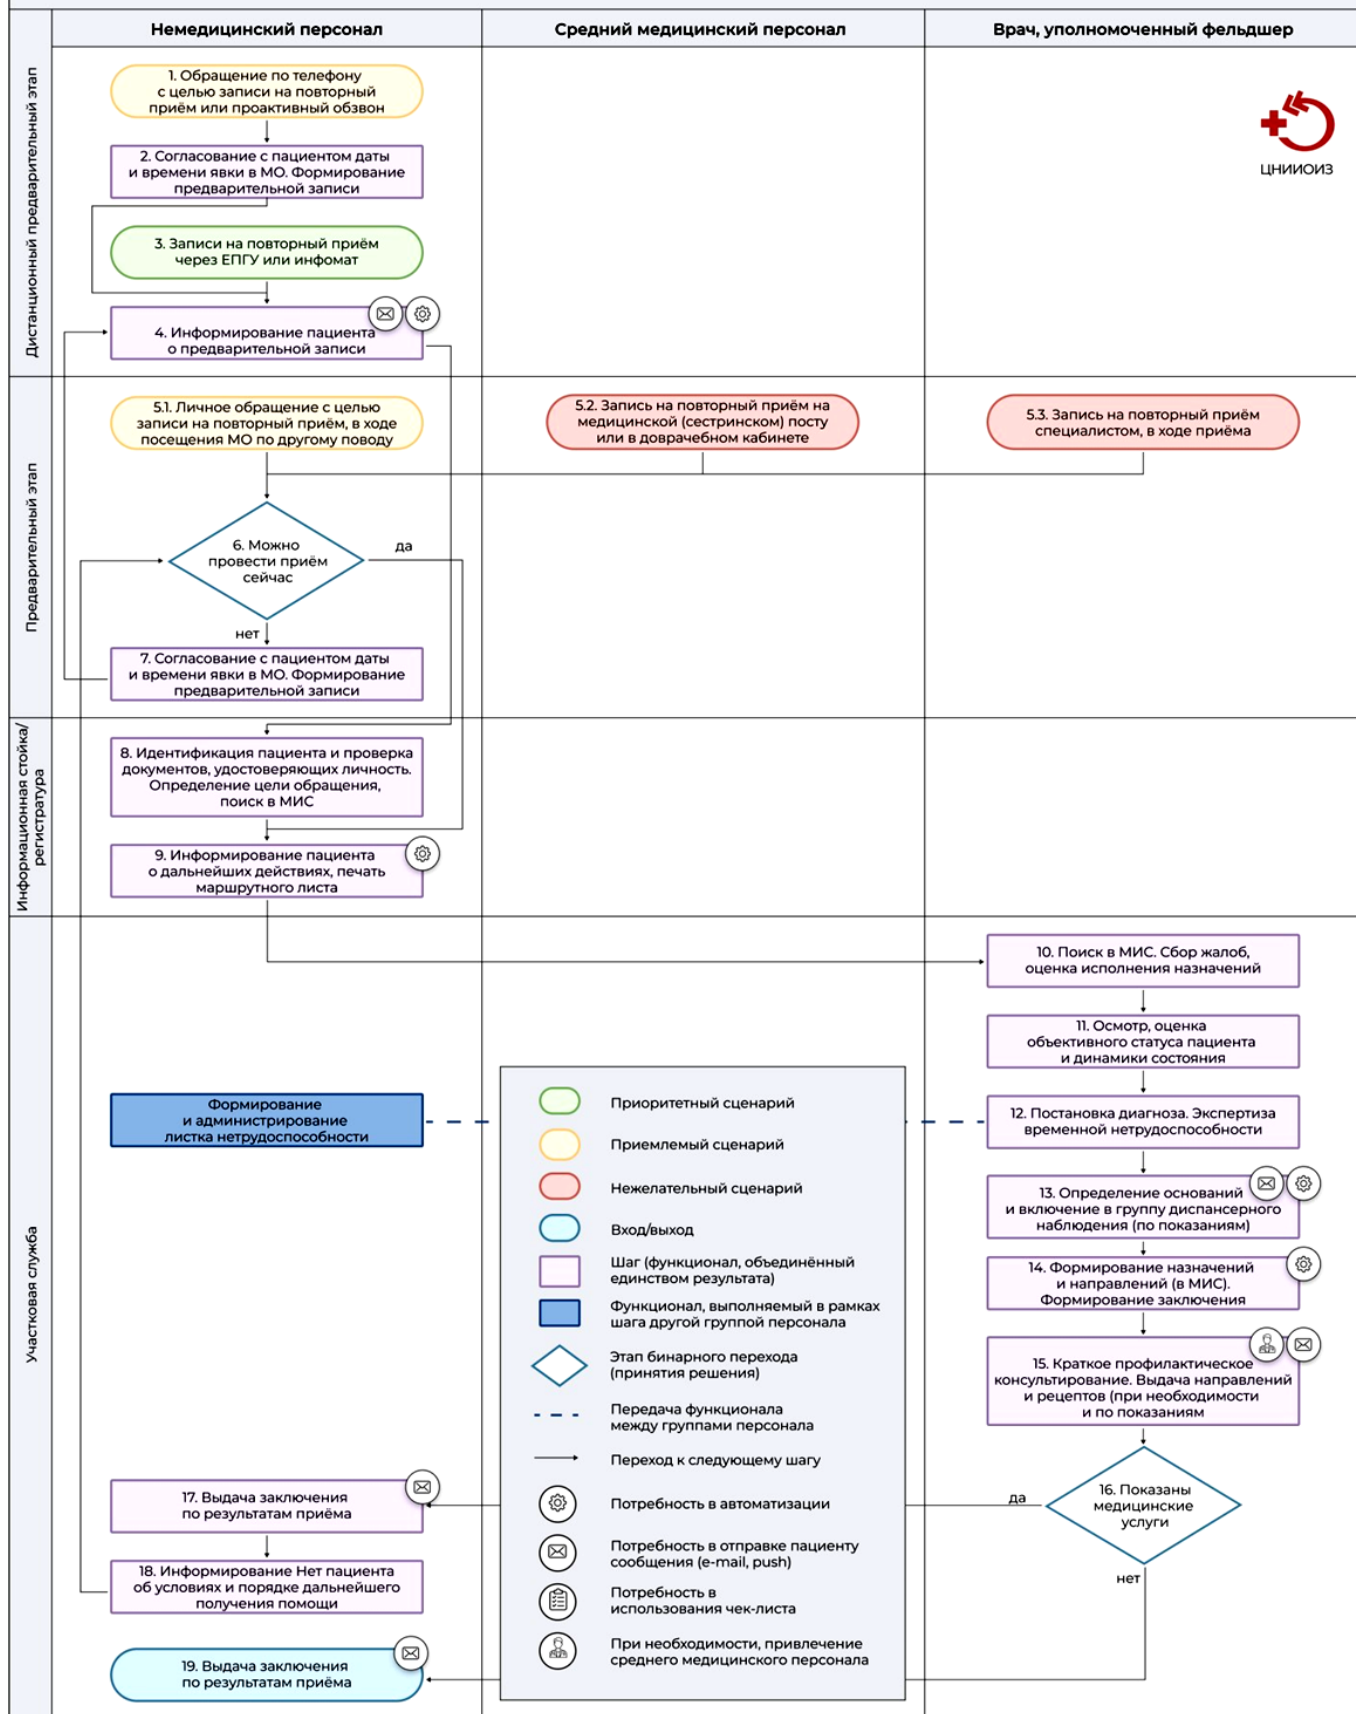 Немедицинский персонал
Средний медицинский персонал
Врач, уполномоченный фельдшер
Дистанционный предварительный этап
1. Обращение по телефону
с целью записи на повторный
приём или проактивный обзвон
ЦНИИОИЗ
2. Согласование с пациентом даты
и времени явки в МО. Формирование
предварительной записи
3. Записи на повторный приём
через ЕПГУ или инфомат
4. Информирование пациента
о предварительной записи
Предварительный этап
5.1. Личное обращение с целью
записи на повторный приём, в ходе
посещения МО по другому поводу
5.2. Запись на повторный приём на
медицинской (сестринском) посту
или в доврачебном кабинете
5.3. Запись на повторный приём
специалистом, в ходе приёма
6. Можно
провести приём
сейчас
да
нет
7. Согласование с пациентом даты
и времени явки в МО. Формирование
предварительной записи
Информационная стойка/
регистратура
8. Идентификация пациента и проверка
документов, удостоверяющих личность.
Определение цели обращения,
поиск в МИС
9. Информирование пациента
о дальнейших действиях, печать
маршрутного листа
Участковая служба
10. Поиск в МИС. Сбор жалоб,
оценка исполнения назначений
11. Осмотр, оценка
объективного статуса пациента
и динамики состояния
Формирование
и администрирование
листка нетрудоспособности
12. Постановка диагноза. Экспертиза
временной нетрудоспособности
13. Определение оснований
и включение в группу диспансерного
наблюдения (по показаниям)
14. Формирование назначений
и направлений (в МИС).
Формирование заключения
15. Краткое профилактическое
консультирование. Выдача направлений
и рецептов (при необходимости
и по показаниям
16. Показаны
медицинские
услуги
да
нет
17. Выдача заключения
по результатам приёма
18. Информирование Нет пациента
об условиях и порядке дальнейшего
получения помощи
19. Выдача заключения
по результатам приёма
Приоритетный сценарий
Приемлемый сценарий
Нежелательный сценарий
Вход/выход
Шаг (функционал, объединённый
единством результата)
Функционал, выполняемый в рамках
шага другой группой персонала
Этап бинарного перехода
(принятия решения)
Передача функционала
между группами персонала
Переход к следующему шагу
Потребность в автоматизации
Потребность в отправке пациенту
сообщения (e-mail, push)
Потребность в
использования чек-листа
При необходимости, привлечение
среднего медицинского персонала